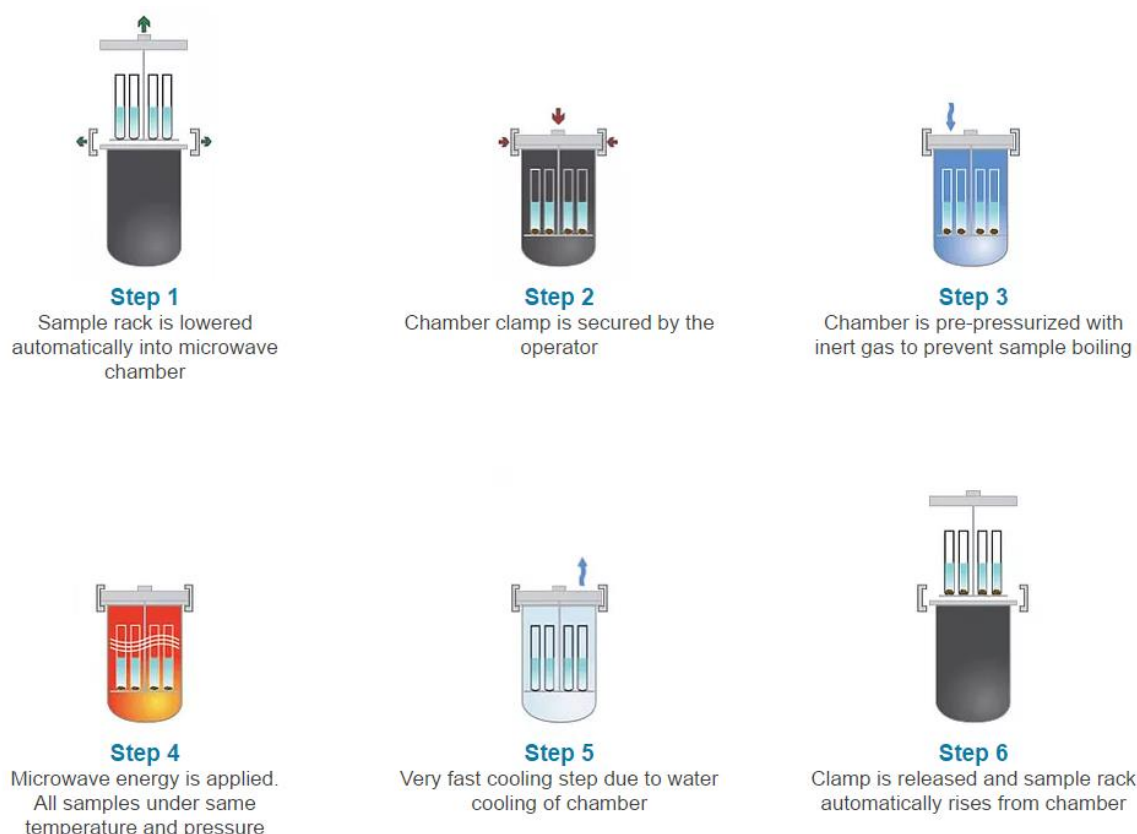 Step 1
Sample rack is lowered
automatically into microwave
chamber
Step 2
Chamber clamp is secured by the
operator
Step 3
Chamber is pre-pressurized with
inert gas to prevent sample boiling
Step 4
Microwave energy is applied.
All samples under same
temperature and pressure
Step 5
Very fast cooling step due to water
cooling of chamber
Step 6
Clamp is released and sample rack
automatically rises from chamber